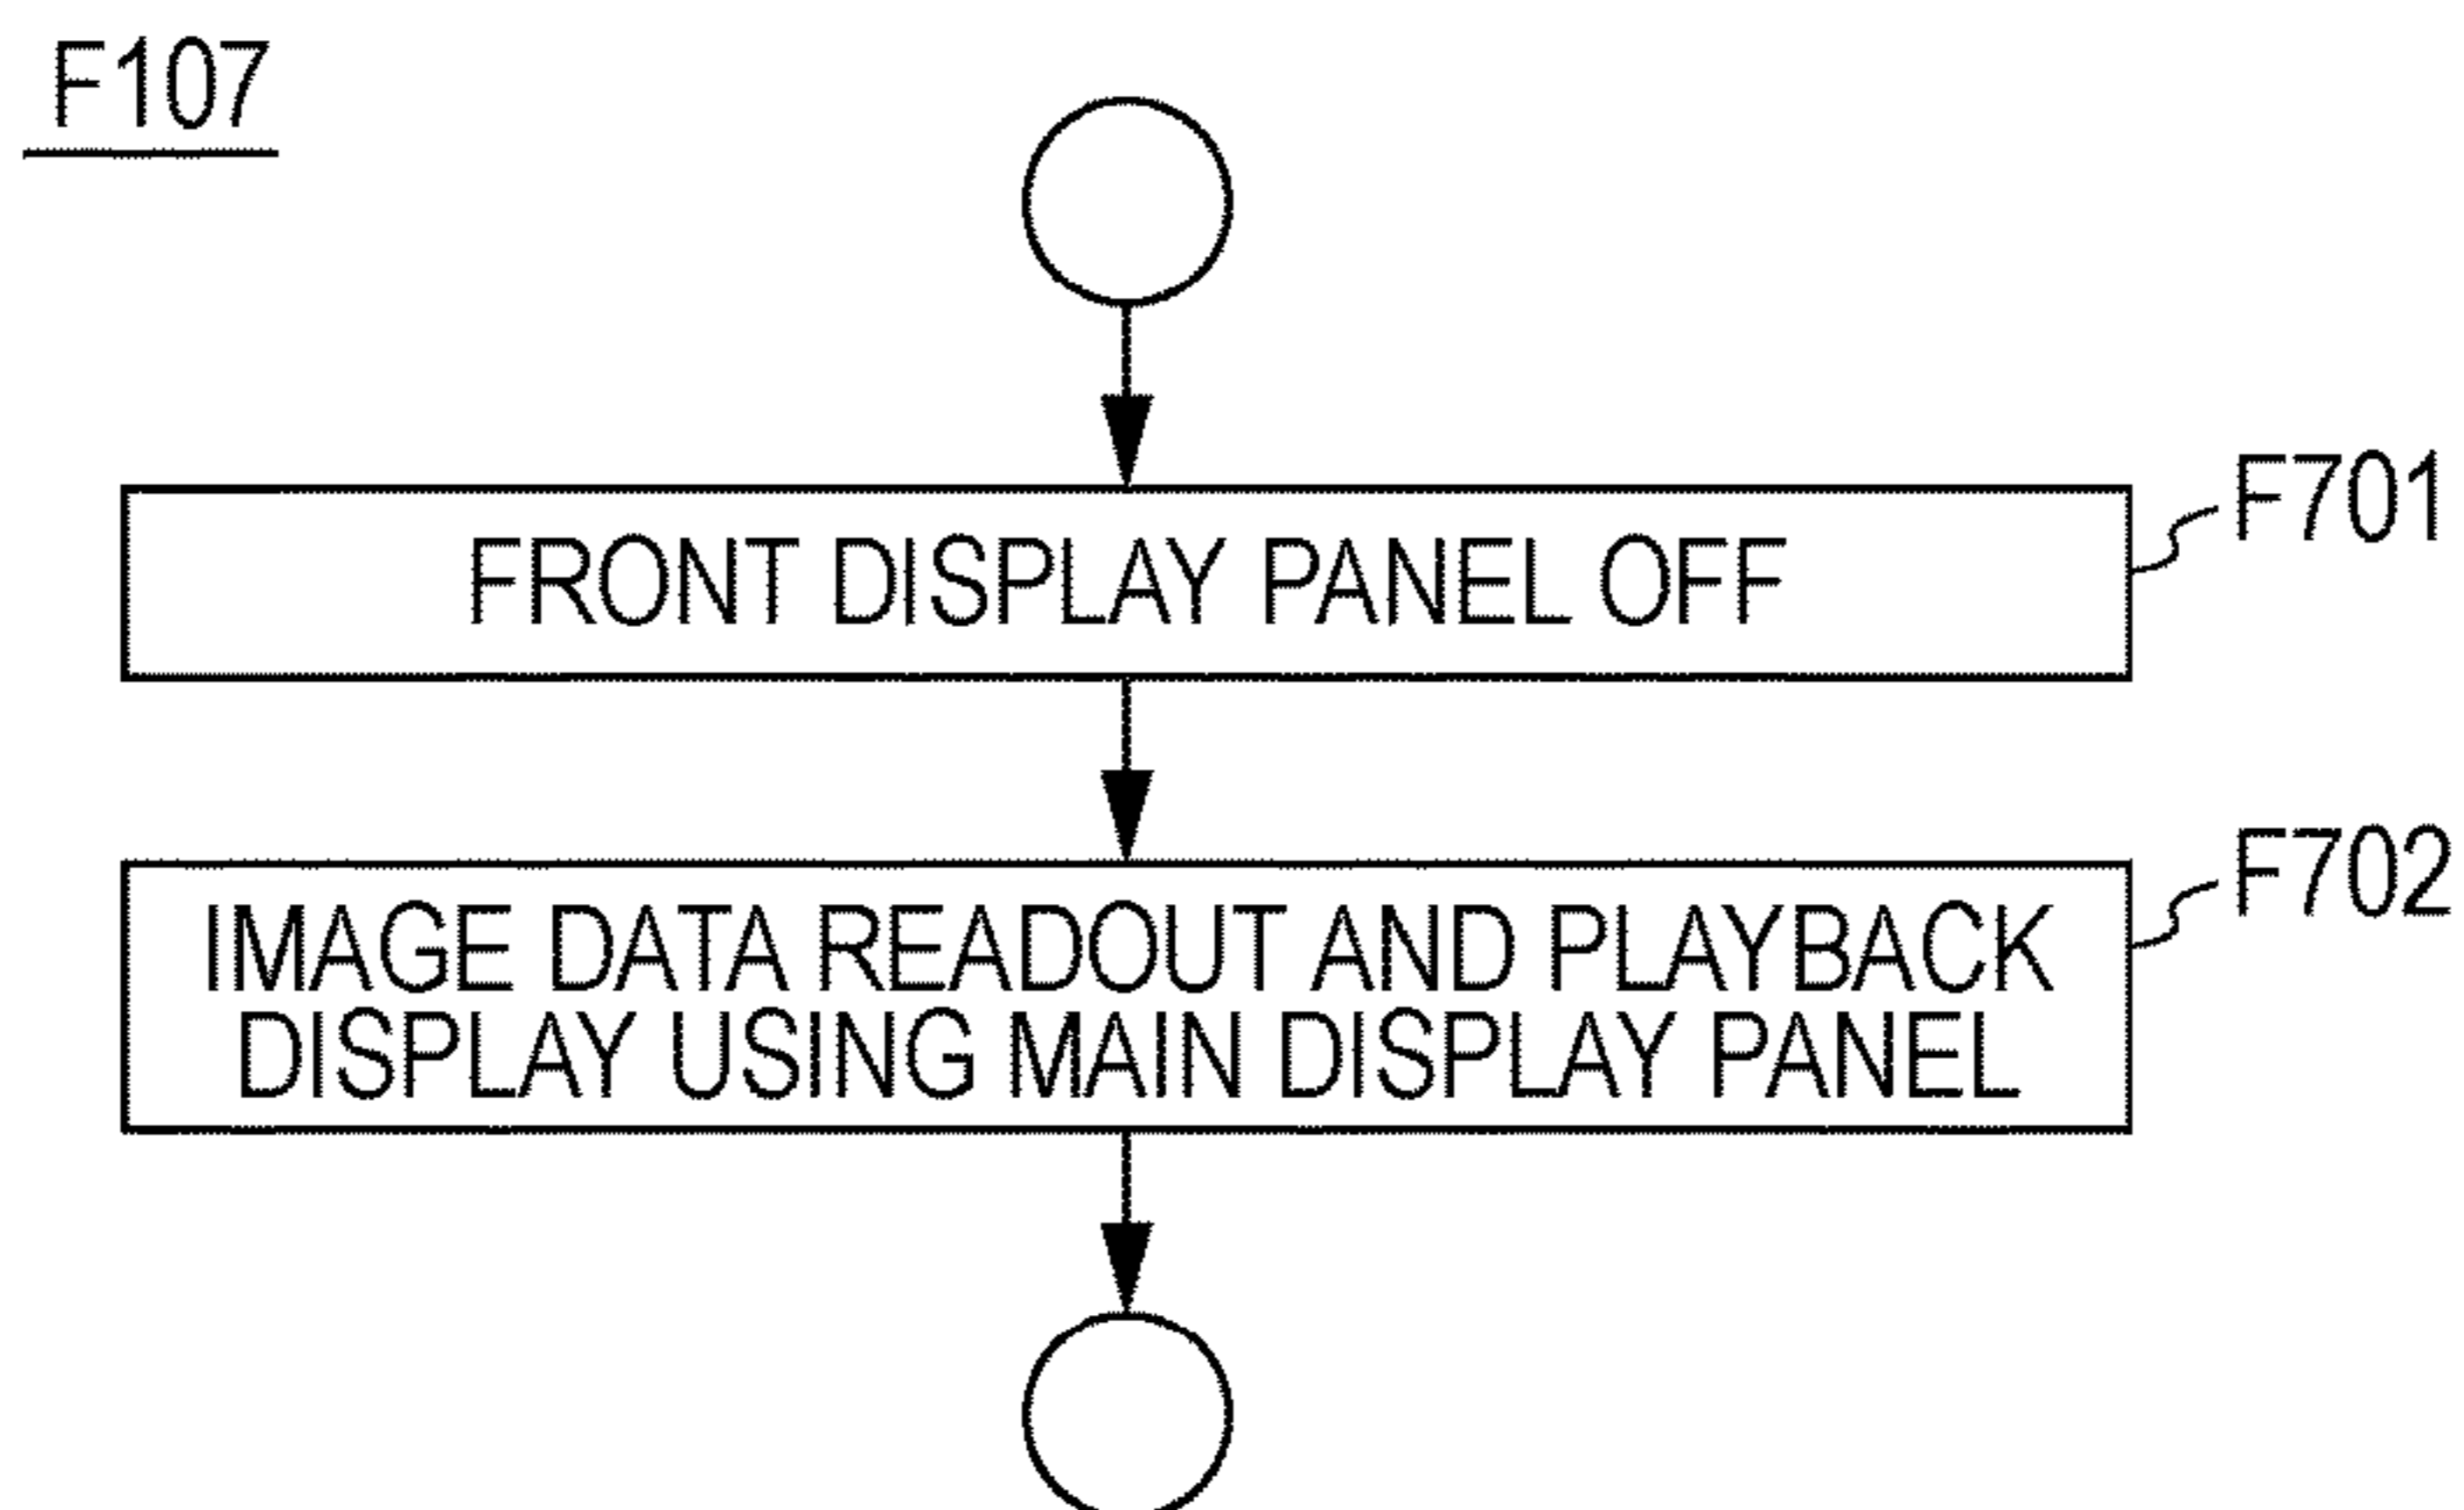 F107
FRONT DISPLAY PANEL OFF
F701
IMAGE DATA READOUT AND PLAYBACK
DISPLAY USING MAIN DISPLAY PANEL
F702